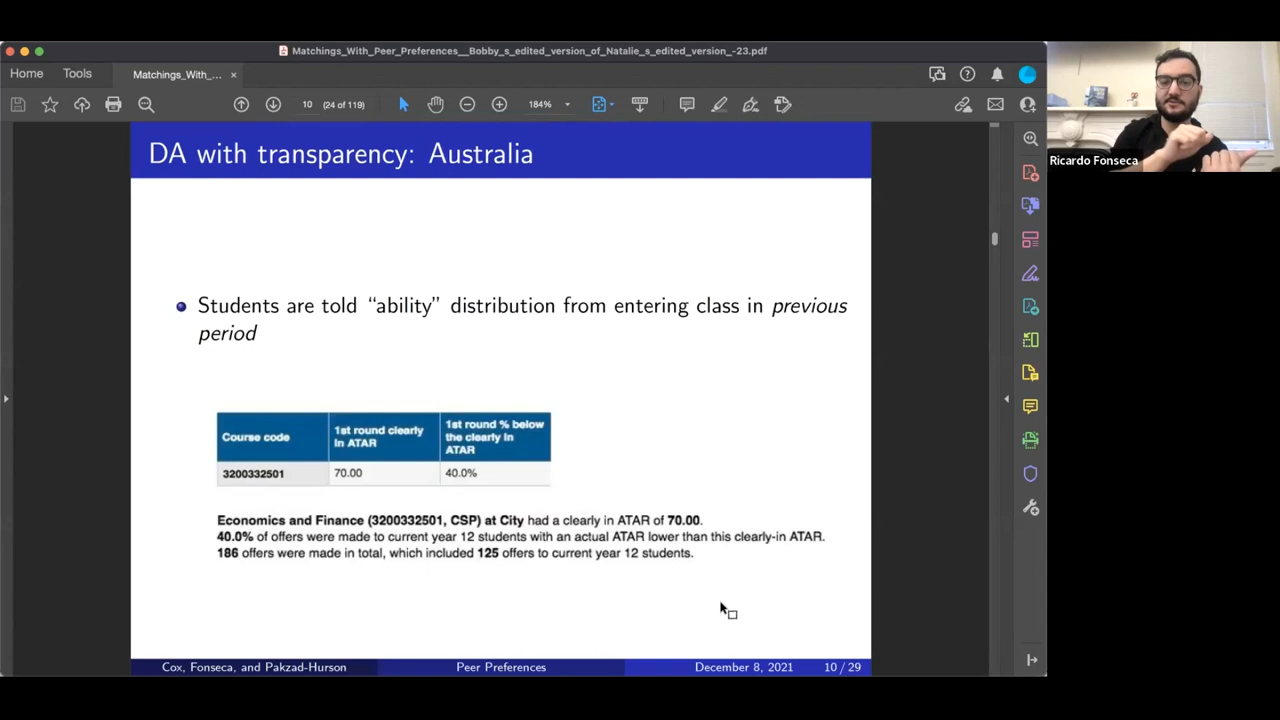 Matchings_With_Peer_Preferences__Bobby_s_edited_version_of_Natalie_s_edited_version_-23.pdf
Home Tools Matchings_With_... ×
10 (24 of 119) 184%
Ricardo Fonseca
DA with transparency: Australia
Students are told “ability” distribution from entering class in previous
period
Course code
1st round clearly
in ATAR
1st round % below
the clearly in
ATAR
3200332501 70.00 40.0%
Economics and Finance (3200332501, CSP) at City had a clearly in ATAR of 70.00.
40.0% of offers were made to current year 12 students with an actual ATAR lower than this clearly-in ATAR.
186 offers were made in total, which included 125 offers to current year 12 students.
Cox, Fonseca, and Pakzad-Hurson Peer Preferences December 8, 2021 10 / 29